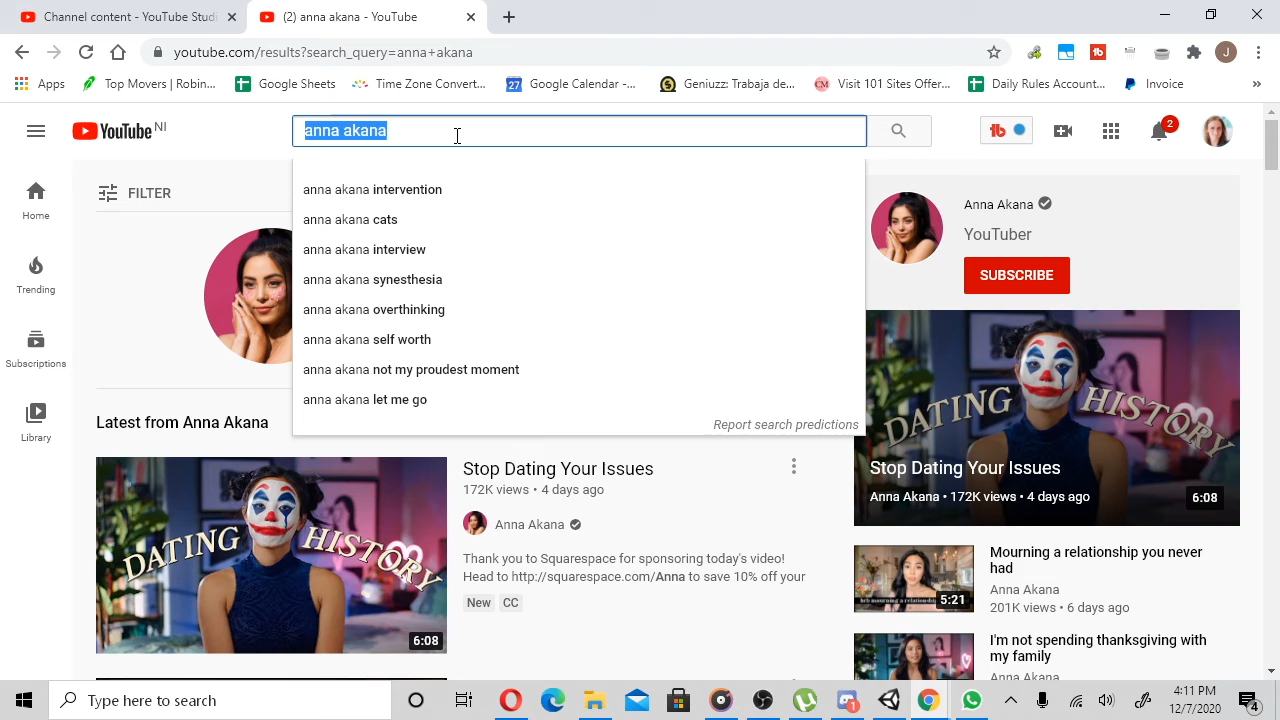 Channel content - YouTube Studi
(2) anna akana - YouTube
youtube.com/results?search_query=anna+akana
J
Apps
Top Movers | Robin...
Google Sheets
Time Zone Convert...
27
Google Calendar -...
Geniuzz: Trabaja de...
CM
Visit 101 Sites Offer...
Daily Rules Account...
Invoice
»
YouTube NI
anna akana
tb
2
anna akana intervention
anna akana cats
anna akana interview
anna akana synesthesia
anna akana overthinking
anna akana self worth
anna akana not my proudest moment
anna akana let me go
Report search predictions
Home
Trending
Subscriptions
Library
FILTER
Latest from Anna Akana
DATING HISTORY
6:08
Stop Dating Your Issues
172K views • 4 days ago
Anna Akana
Thank you to Squarespace for sponsoring today's video!
Head to http://squarespace.com/Anna to save 10% off your
New CC
Anna Akana
YouTuber
SUBSCRIBE
DATING HISTORY
Stop Dating Your Issues
Anna Akana • 172K views • 4 days ago
6:08
5:21
Mourning a relationship you never
had
Anna Akana
201K views • 6 days ago
I'm not spending thanksgiving with
my family
Anna Akana
Type here to search
1
4:11 PM
12/7/2020
4